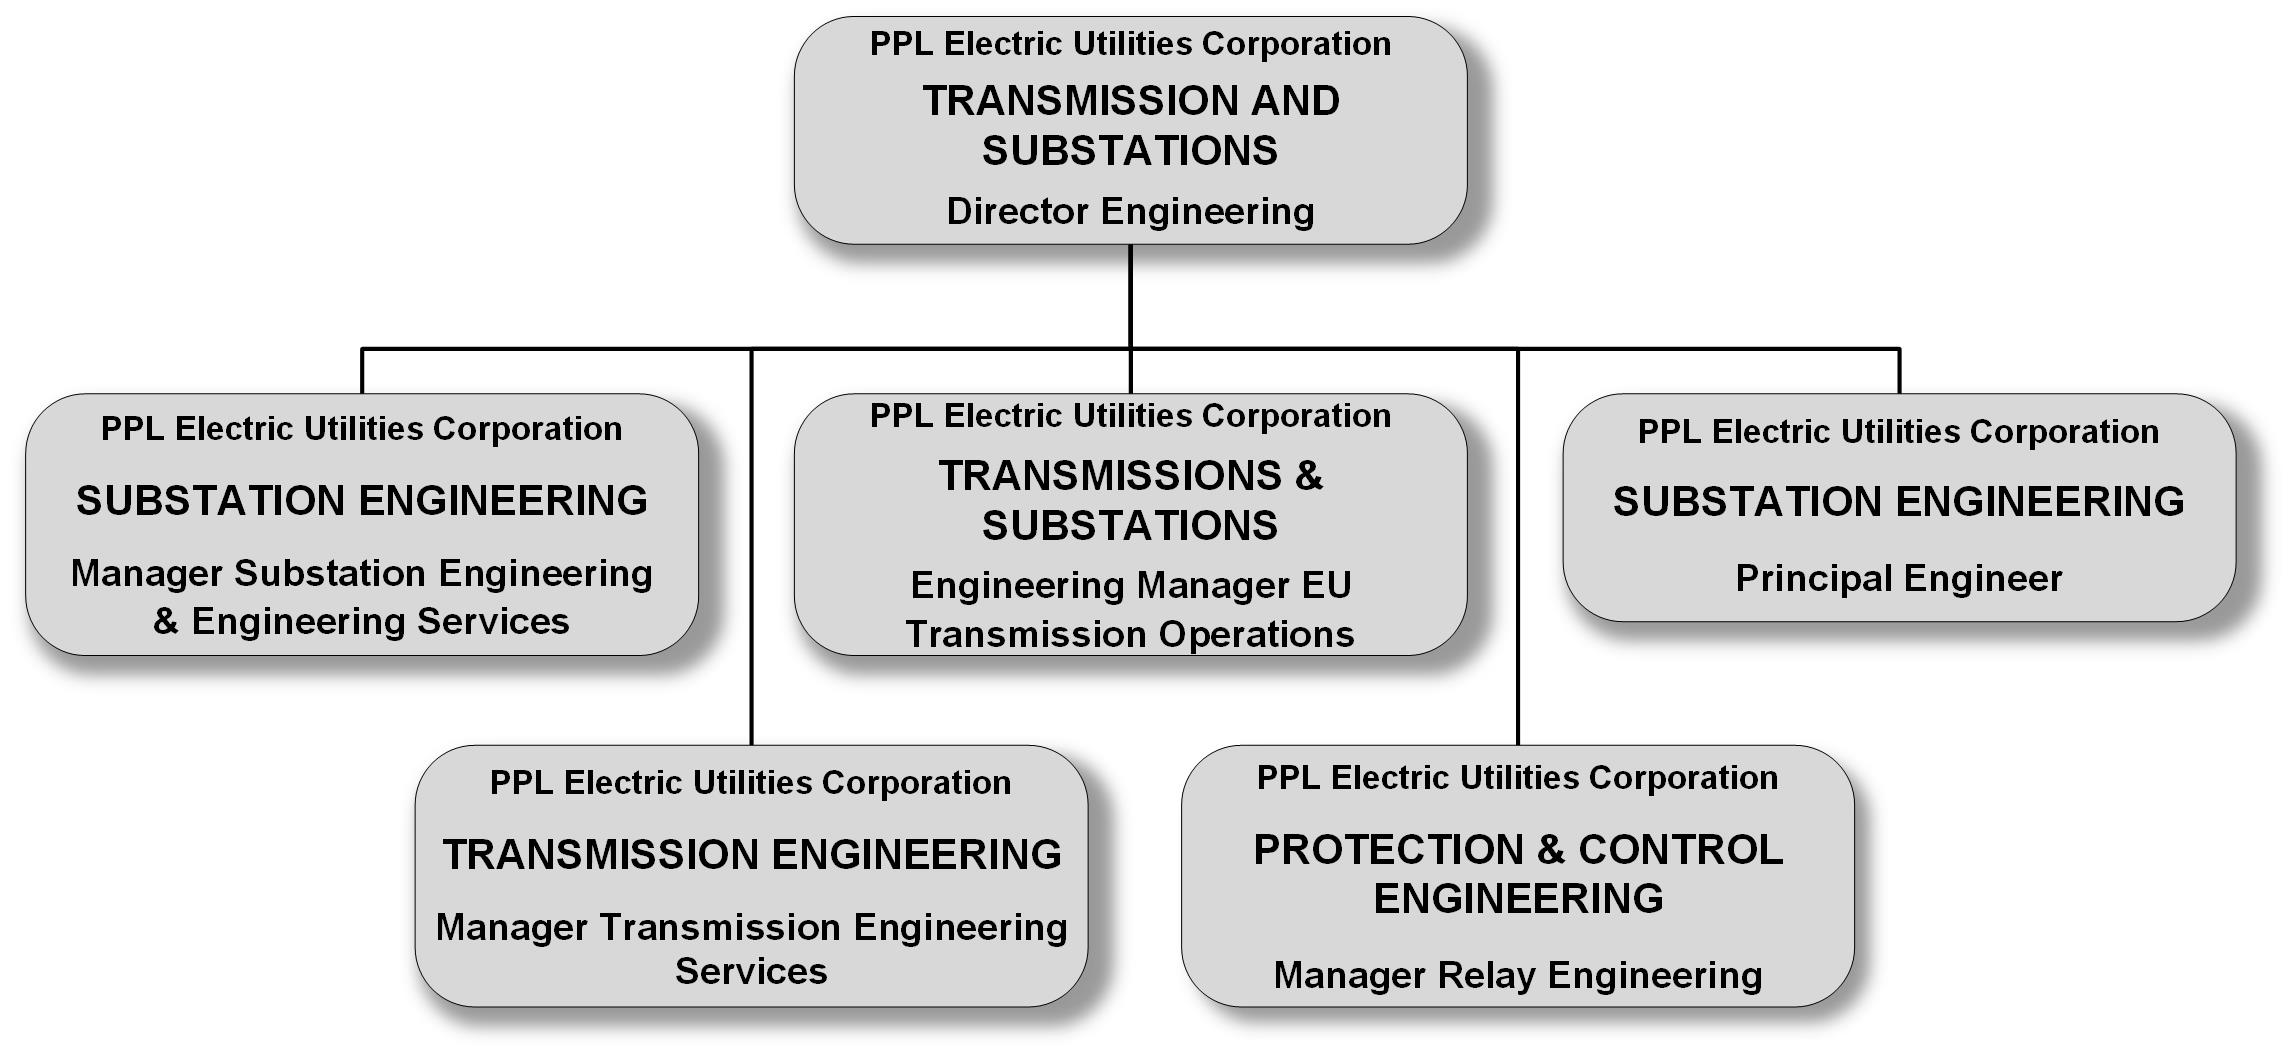 PPL Electric Utilities Corporation
TRANSMISSION AND
SUBSTATIONS
Director Engineering
PPL Electric Utilities Corporation
SUBSTATION ENGINEERING
Manager Substation Engineering
& Engineering Services
PPL Electric Utilities Corporation
TRANSMISSIONS &
SUBSTATIONS
Engineering Manager EU
Transmission Operations
PPL Electric Utilities Corporation
SUBSTATION ENGINEERING
Principal Engineer
PPL Electric Utilities Corporation
TRANSMISSION ENGINEERING
Manager Transmission Engineering
Services
PPL Electric Utilities Corporation
PROTECTION & CONTROL
ENGINEERING
Manager Relay Engineering